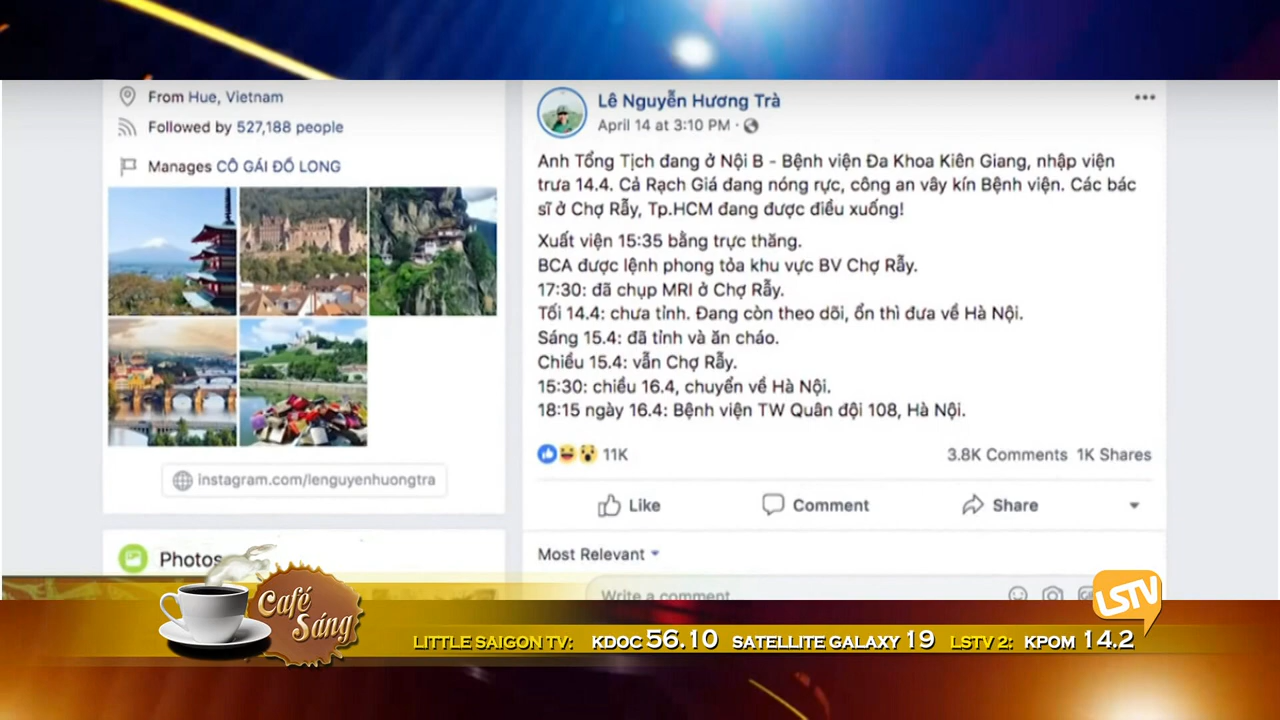 From Hue, Vietnam
Followed by 527,188 people
Manages CÔ GÁI ĐỒ LONG
instagram.com/lenguyenhuongtra
Photos
Lê Nguyễn Hương Trà
April 14 at 3:10 PM ·
Anh Tổng Tịch đang ở Nội B - Bệnh viện Đa Khoa Kiên Giang, nhập viện
trưa 14.4. Cả Rạch Giá đang nóng rực, công an vây kín Bệnh viện. Các bác
sĩ ở Chợ Rẫy, Tp.HCM đang được điều xuống!
Xuất viện 15:35 bằng trực thăng.
BCA được lệnh phong tỏa khu vực BV Chợ Rẫy.
17:30: đã chụp MRI ở Chợ Rẫy.
Tối 14.4: chưa tỉnh. Đang còn theo dõi, ổn thì đưa về Hà Nội.
Sáng 15.4: đã tỉnh và ăn cháo.
Chiều 15.4: vẫn Chợ Rẫy.
15:30: chiều 16.4, chuyển về Hà Nội.
18:15 ngày 16.4: Bệnh viện TW Quân đội 108, Hà Nội.
11K 3.8K Comments 1K Shares
Like Comment Share
Most Relevant
Write a comment
Café
Sáng
LSTV
LITTLE SAIGON TV: KDOC 56.10 SATELLITE GALAXY 19 LSTV 2: KPOM 14.2